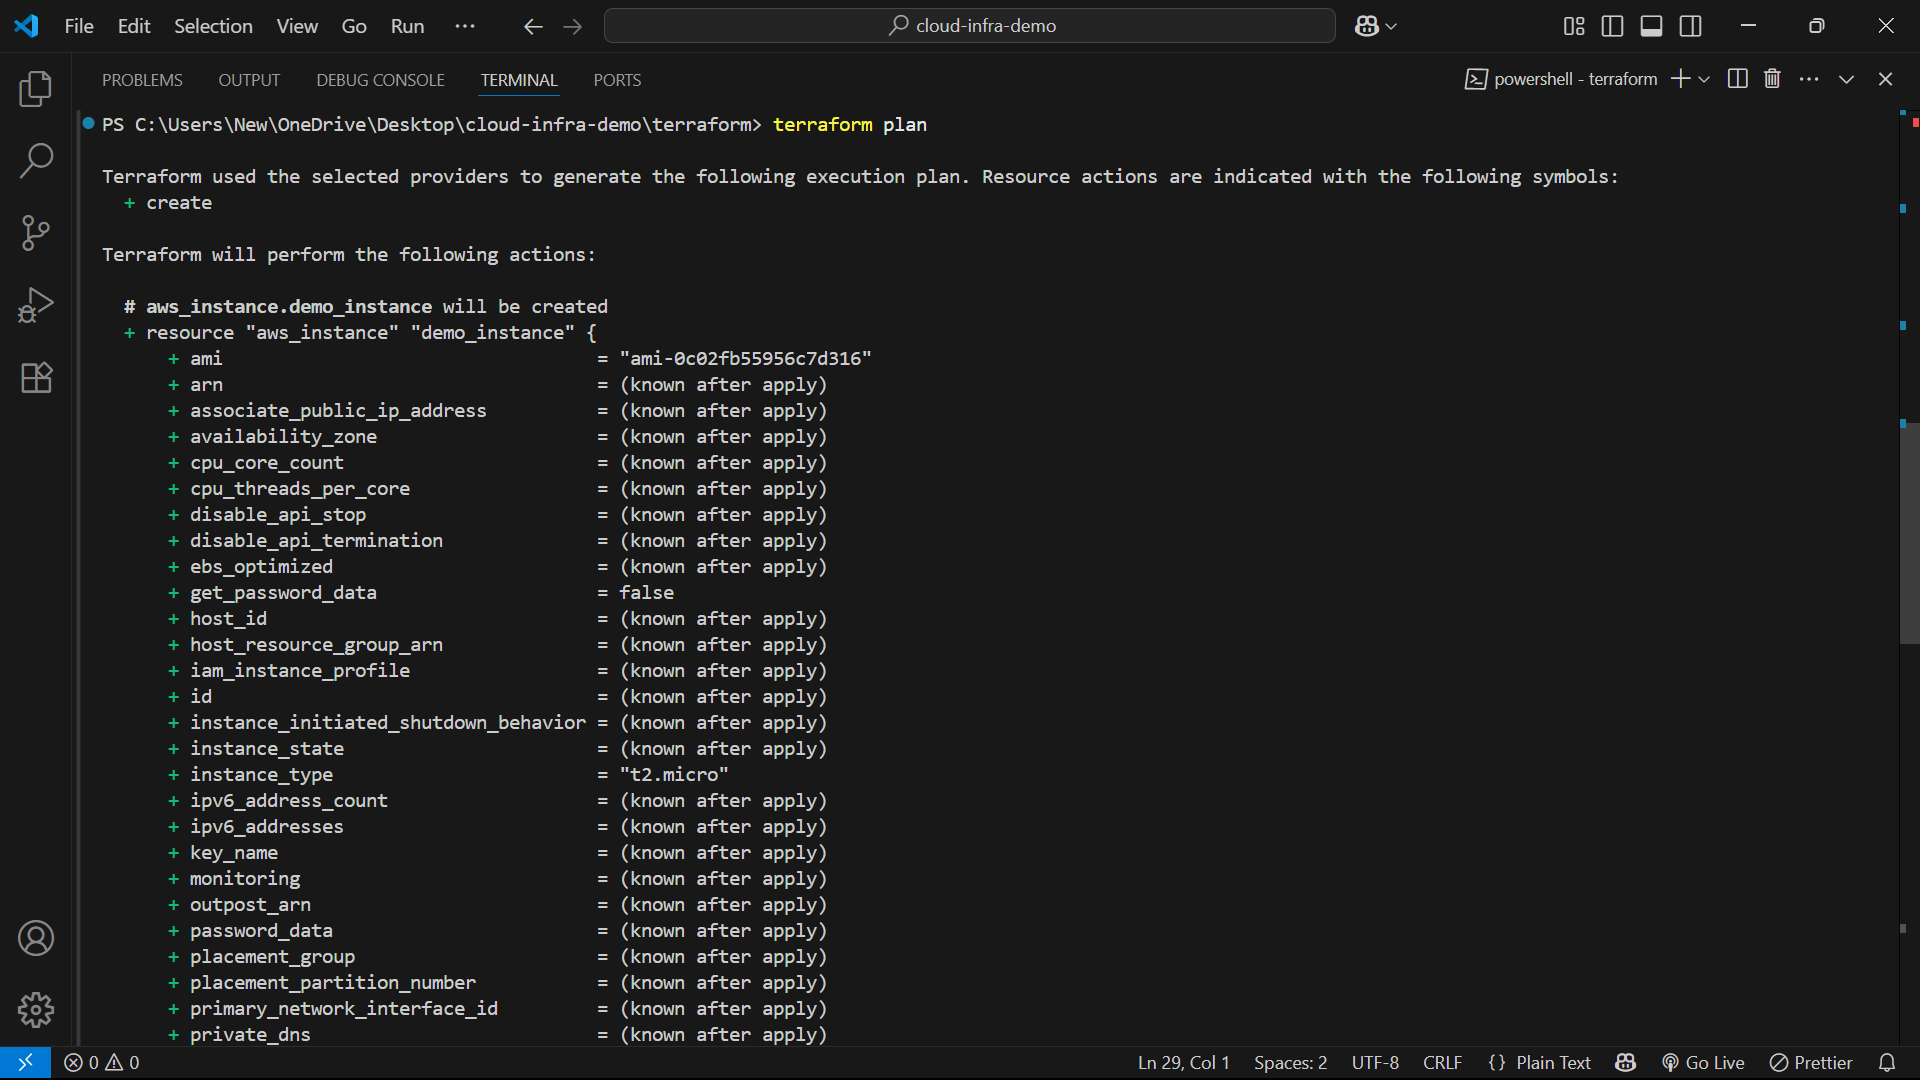 File Edit Selection View Go Run ··· cloud-infra-demo
PROBLEMS OUTPUT DEBUG CONSOLE TERMINAL PORTS powershell - terraform
PS C:\Users\New\OneDrive\Desktop\cloud-infra-demo\terraform> terraform plan
Terraform used the selected providers to generate the following execution plan. Resource actions are indicated with the following symbols:
+ create
Terraform will perform the following actions:
# aws_instance.demo_instance will be created
+ resource "aws_instance" "demo_instance" {
+ ami = "ami-0c02fb55956c7d316"
+ arn = (known after apply)
+ associate_public_ip_address = (known after apply)
+ availability_zone = (known after apply)
+ cpu_core_count = (known after apply)
+ cpu_threads_per_core = (known after apply)
+ disable_api_stop = (known after apply)
+ disable_api_termination = (known after apply)
+ ebs_optimized = (known after apply)
+ get_password_data = false
+ host_id = (known after apply)
+ host_resource_group_arn = (known after apply)
+ iam_instance_profile = (known after apply)
+ id = (known after apply)
+ instance_initiated_shutdown_behavior = (known after apply)
+ instance_state = (known after apply)
+ instance_type = "t2.micro"
+ ipv6_address_count = (known after apply)
+ ipv6_addresses = (known after apply)
+ key_name = (known after apply)
+ monitoring = (known after apply)
+ outpost_arn = (known after apply)
+ password_data = (known after apply)
+ placement_group = (known after apply)
+ placement_partition_number = (known after apply)
+ primary_network_interface_id = (known after apply)
+ private_dns = (known after apply)
0 0 Ln 29, Col 1 Spaces: 2 UTF-8 CRLF {} Plain Text Go Live Prettier